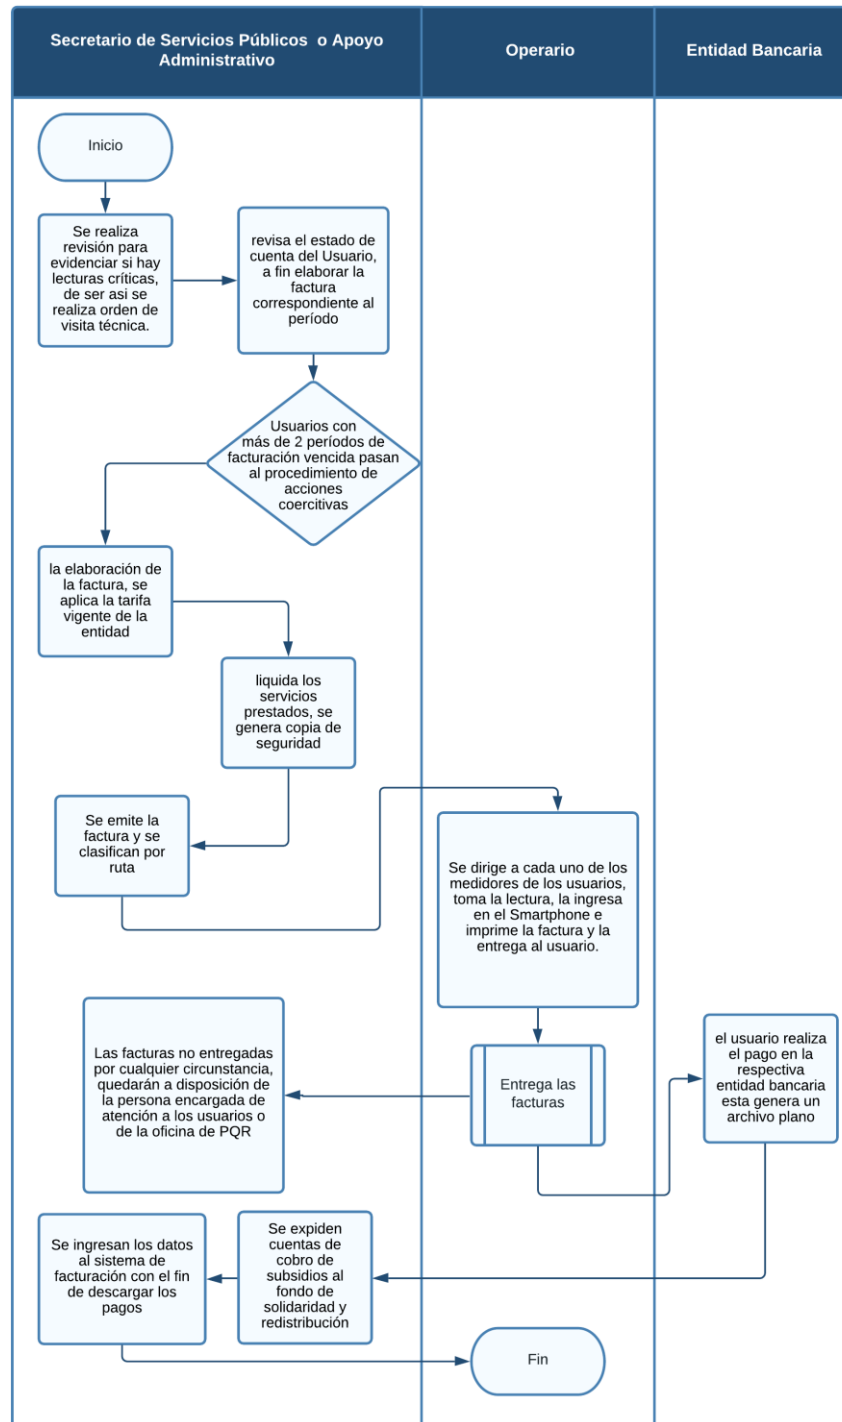 Secretario de Servicios Públicos o Apoyo
Administrativo
Operario
Entidad Bancaria
Inicio
Se realiza
revisión para
evidenciar si hay
lecturas críticas,
de ser asi se
realiza orden de
visita técnica.
revisa el estado de
cuenta del Usuario,
a fin elaborar la
factura
correspondiente al
período
Usuarios con
más de 2 períodos de
facturación vencida pasan
al procedimiento de
acciones
coercitivas
la elaboración de
la factura, se
aplica la tarifa
vigente de la
entidad
liquida los
servicios
prestados, se
genera copia de
seguridad
Se emite la
factura y se
clasifican por
ruta
Se dirige a cada uno de los
medidores de los usuarios,
toma la lectura, la ingresa
en el Smartphone e
imprime la factura y la
entrega al usuario.
Entrega las
facturas
Las facturas no entregadas
por cualquier circunstancia,
quedarán a disposición de
la persona encargada de
atención a los usuarios o
de la oficina de PQR
el usuario realiza
el pago en la
respectiva
entidad bancaria
esta genera un
archivo plano
Se expiden
cuentas de
cobro de
subsidios al
fondo de
solidaridad y
redistribución
Se ingresan los datos
al sistema de
facturación con el fin
de descargar los
pagos
Fin